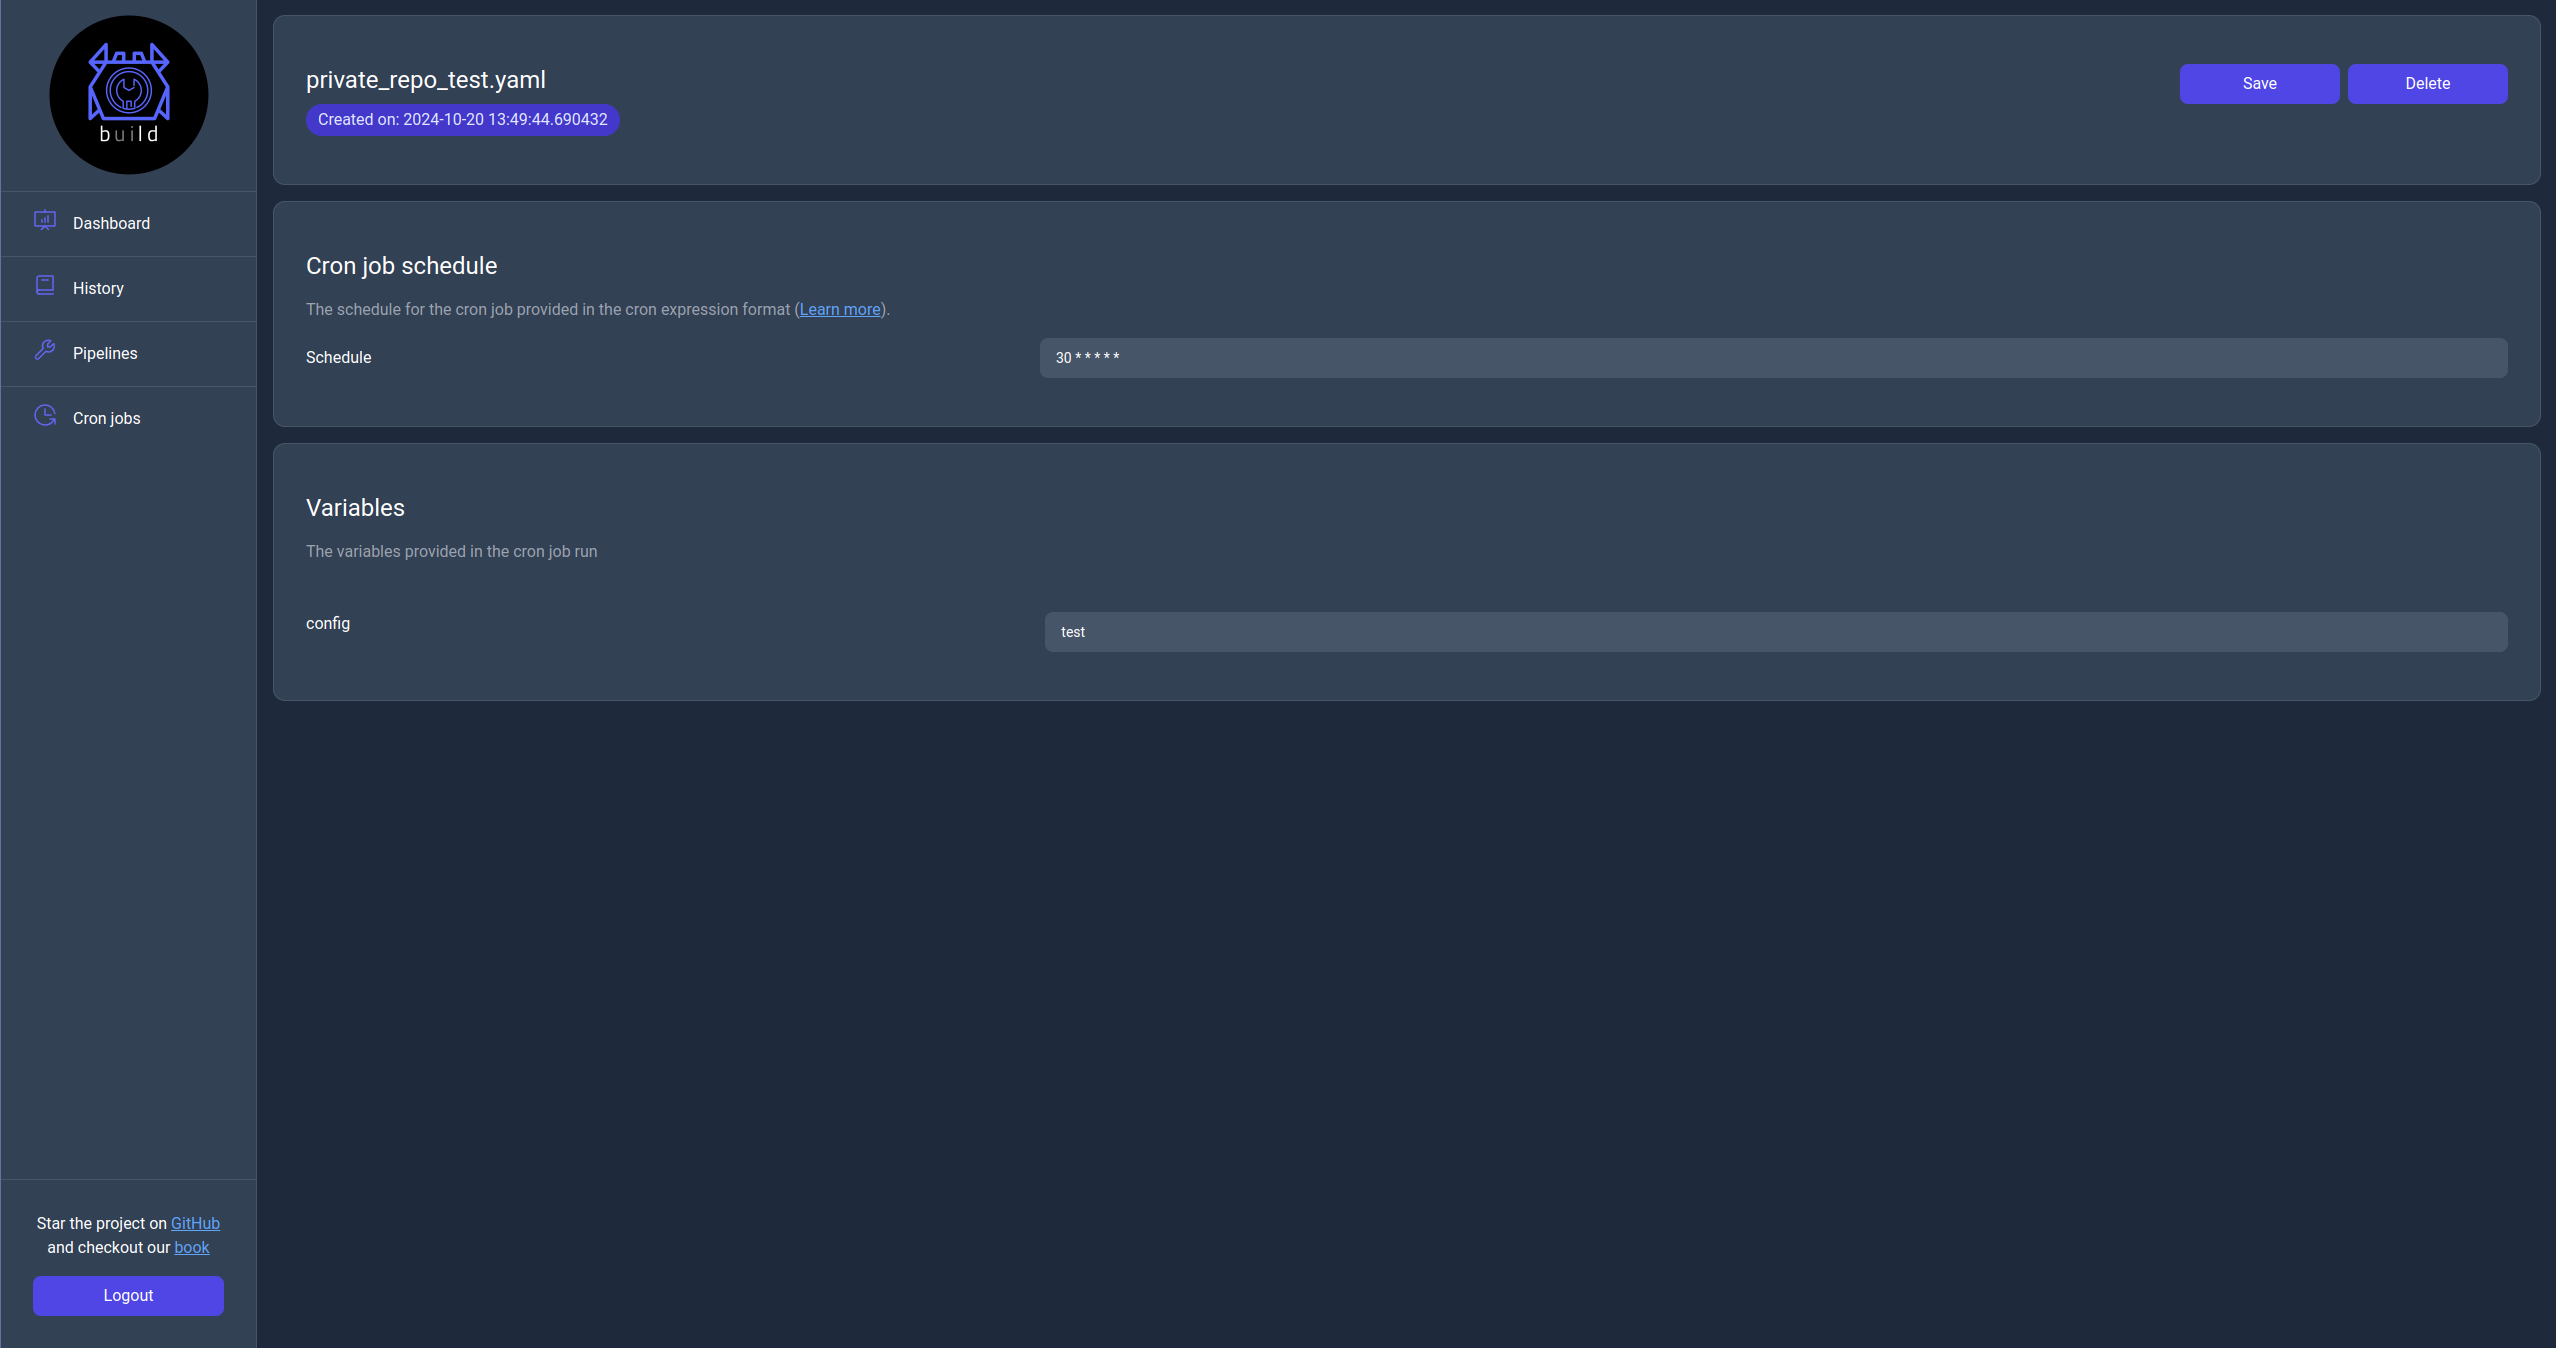 build
Dashboard
History
Pipelines
Cron jobs
Star the project on GitHub
and checkout our book
Logout
private_repo_test.yaml
Created on: 2024-10-20 13:49:44.690432
Save
Delete
Cron job schedule
The schedule for the cron job provided in the cron expression format (Learn more).
Schedule
30 * * * * *
Variables
The variables provided in the cron job run
config
test